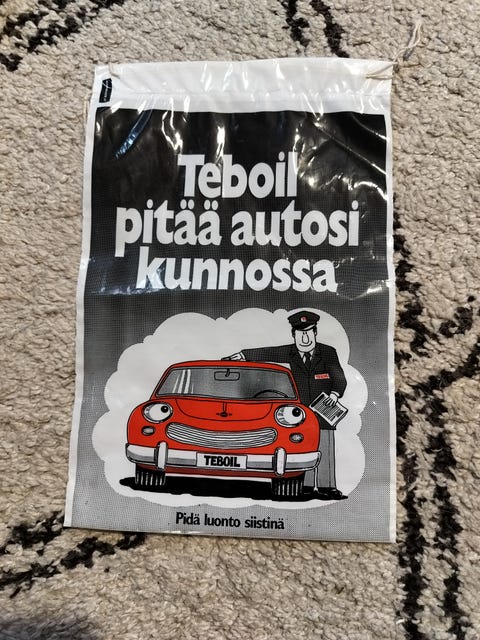 Teboil
pitää autosi
kunnossa
TEBOIL
Pidä luonto siistinä